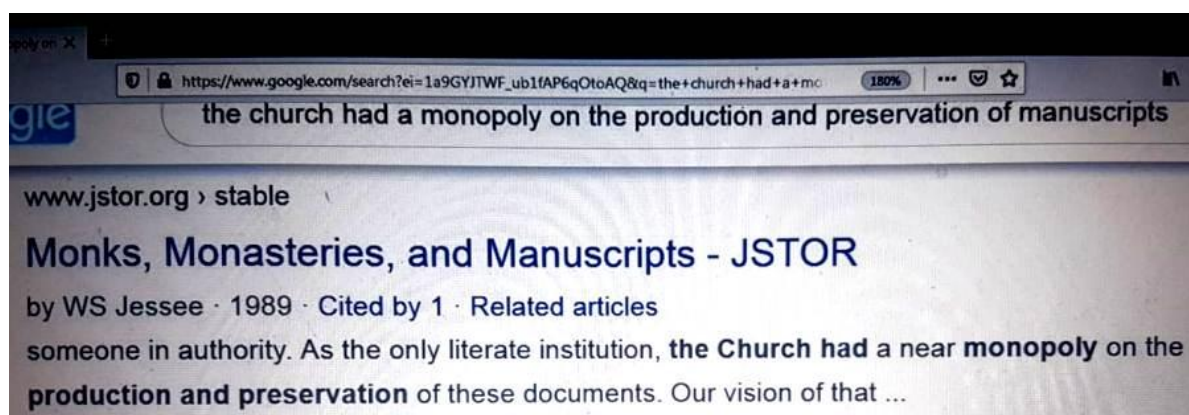 poly on X +
https://www.google.com/search?ei=1a9GYJTWF_ub1fAP6qOtoAQ&q=the+church+had+a+mo 180% •••
gle the church had a monopoly on the production and preservation of manuscripts
www.jstor.org › stable
Monks, Monasteries, and Manuscripts - JSTOR
by WS Jessee · 1989 · Cited by 1 · Related articles
someone in authority. As the only literate institution, the Church had a near monopoly on the
production and preservation of these documents. Our vision of that ...